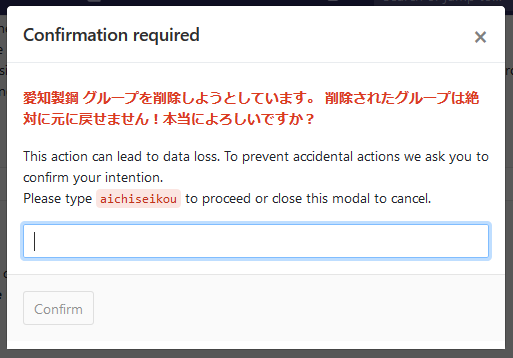 Confirmation required
×
愛知製鋼 グループを削除しようとしています。 削除されたグループは絶
対に元に戻せません！本当によろしいですか？
This action can lead to data loss. To prevent accidental actions we ask you to
confirm your intention.
Please type aichiseikou to proceed or close this modal to cancel.
Confirm